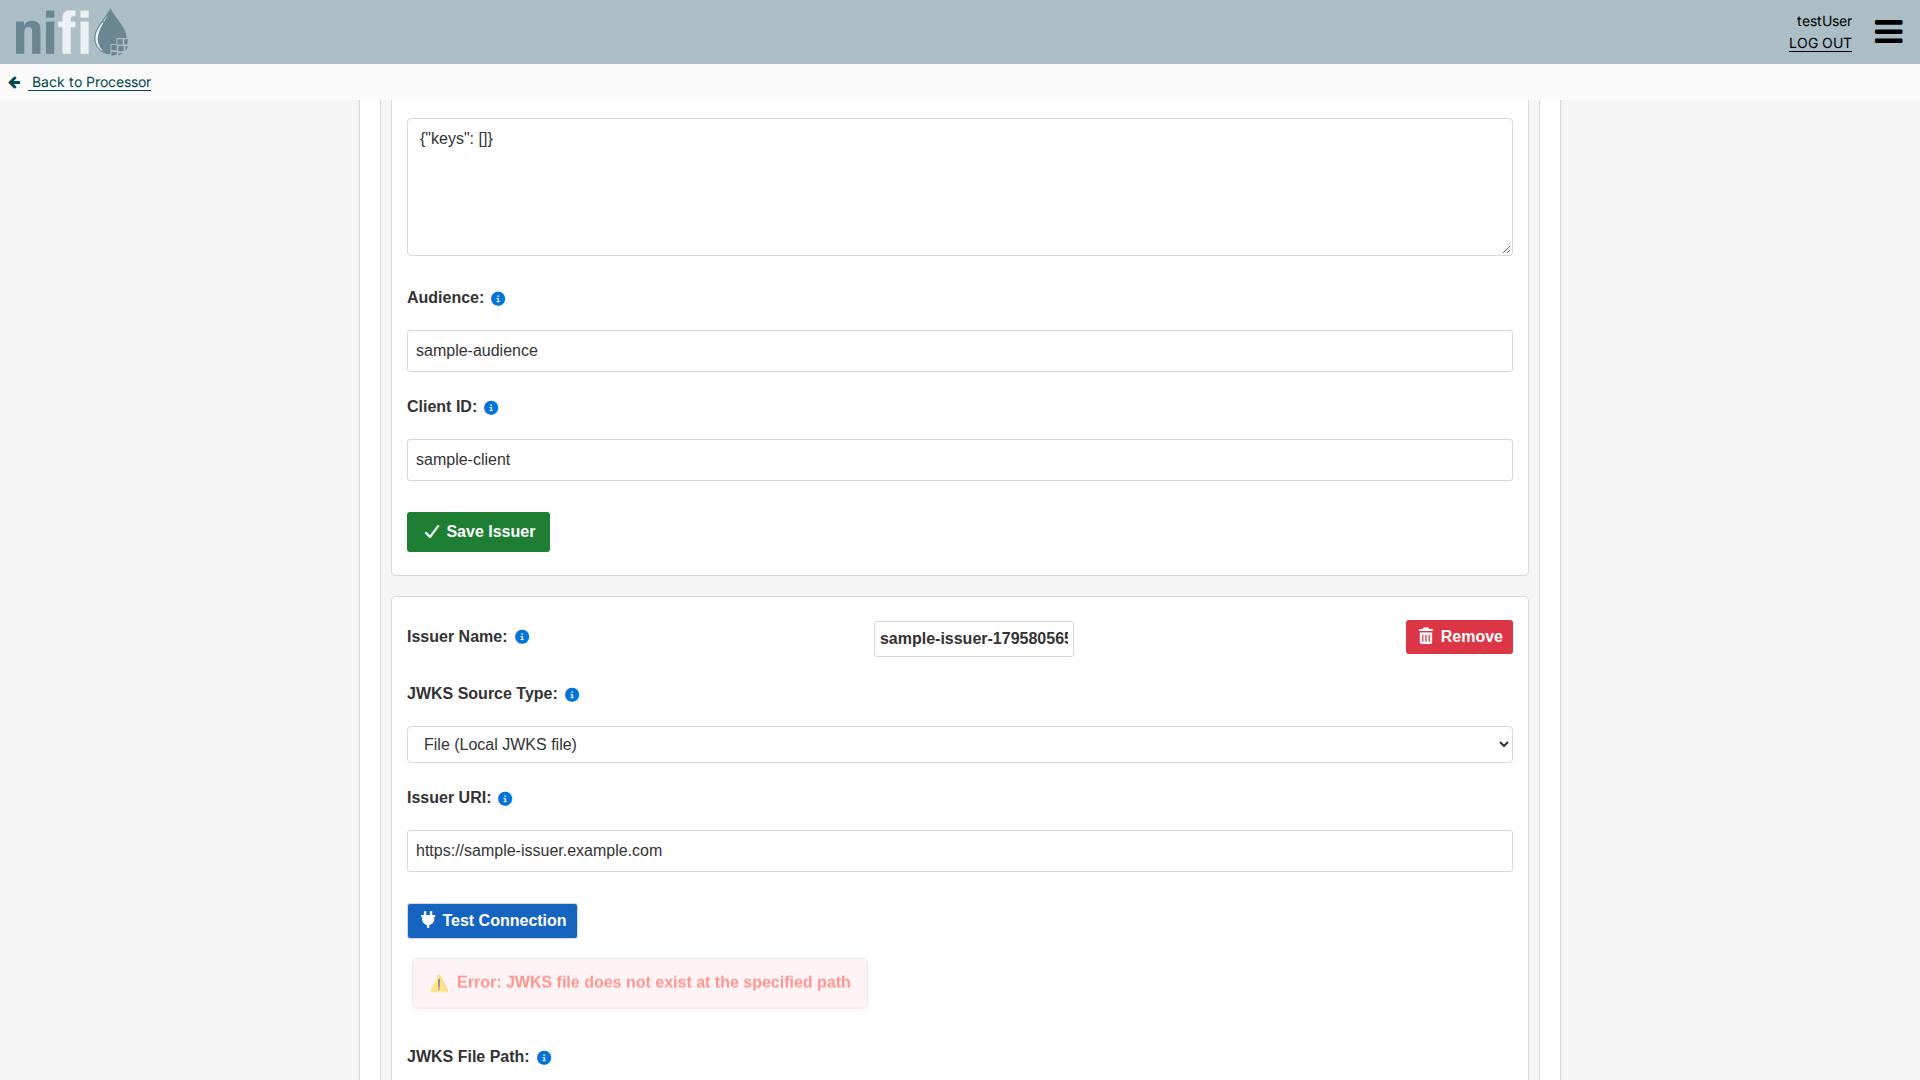 nifi
testUser
LOG OUT
Back to Processor
{"keys": []}
Audience:
sample-audience
Client ID:
sample-client
Save Issuer
Issuer Name:
sample-issuer-179580565
Remove
JWKS Source Type:
File (Local JWKS file)
Issuer URI:
https://sample-issuer.example.com
Test Connection
Error: JWKS file does not exist at the specified path
JWKS File Path: